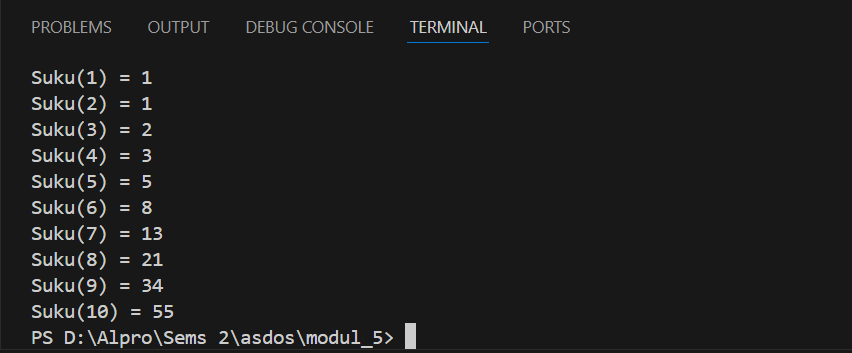 PROBLEMS OUTPUT DEBUG CONSOLE TERMINAL PORTS
Suku(1) = 1
Suku(2) = 1
Suku(3) = 2
Suku(4) = 3
Suku(5) = 5
Suku(6) = 8
Suku(7) = 13
Suku(8) = 21
Suku(9) = 34
Suku(10) = 55
PS D:\Alpro\Sems 2\asdos\modul_5>